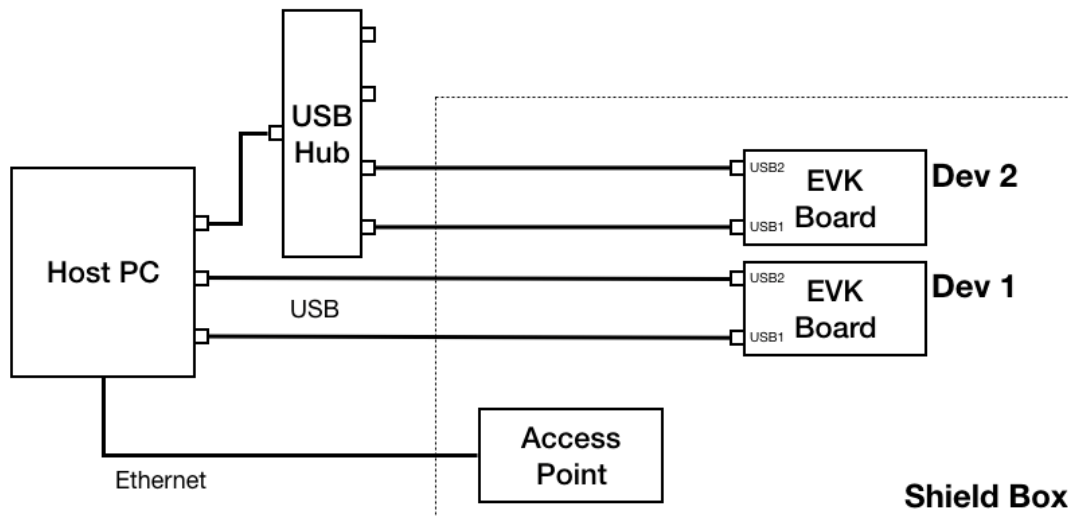 USB
Hub
USB2
EVK
Board
USB1
Dev 2
Host PC
USB
USB2
EVK
Board
USB1
Dev 1
Access
Point
Ethernet
Shield Box